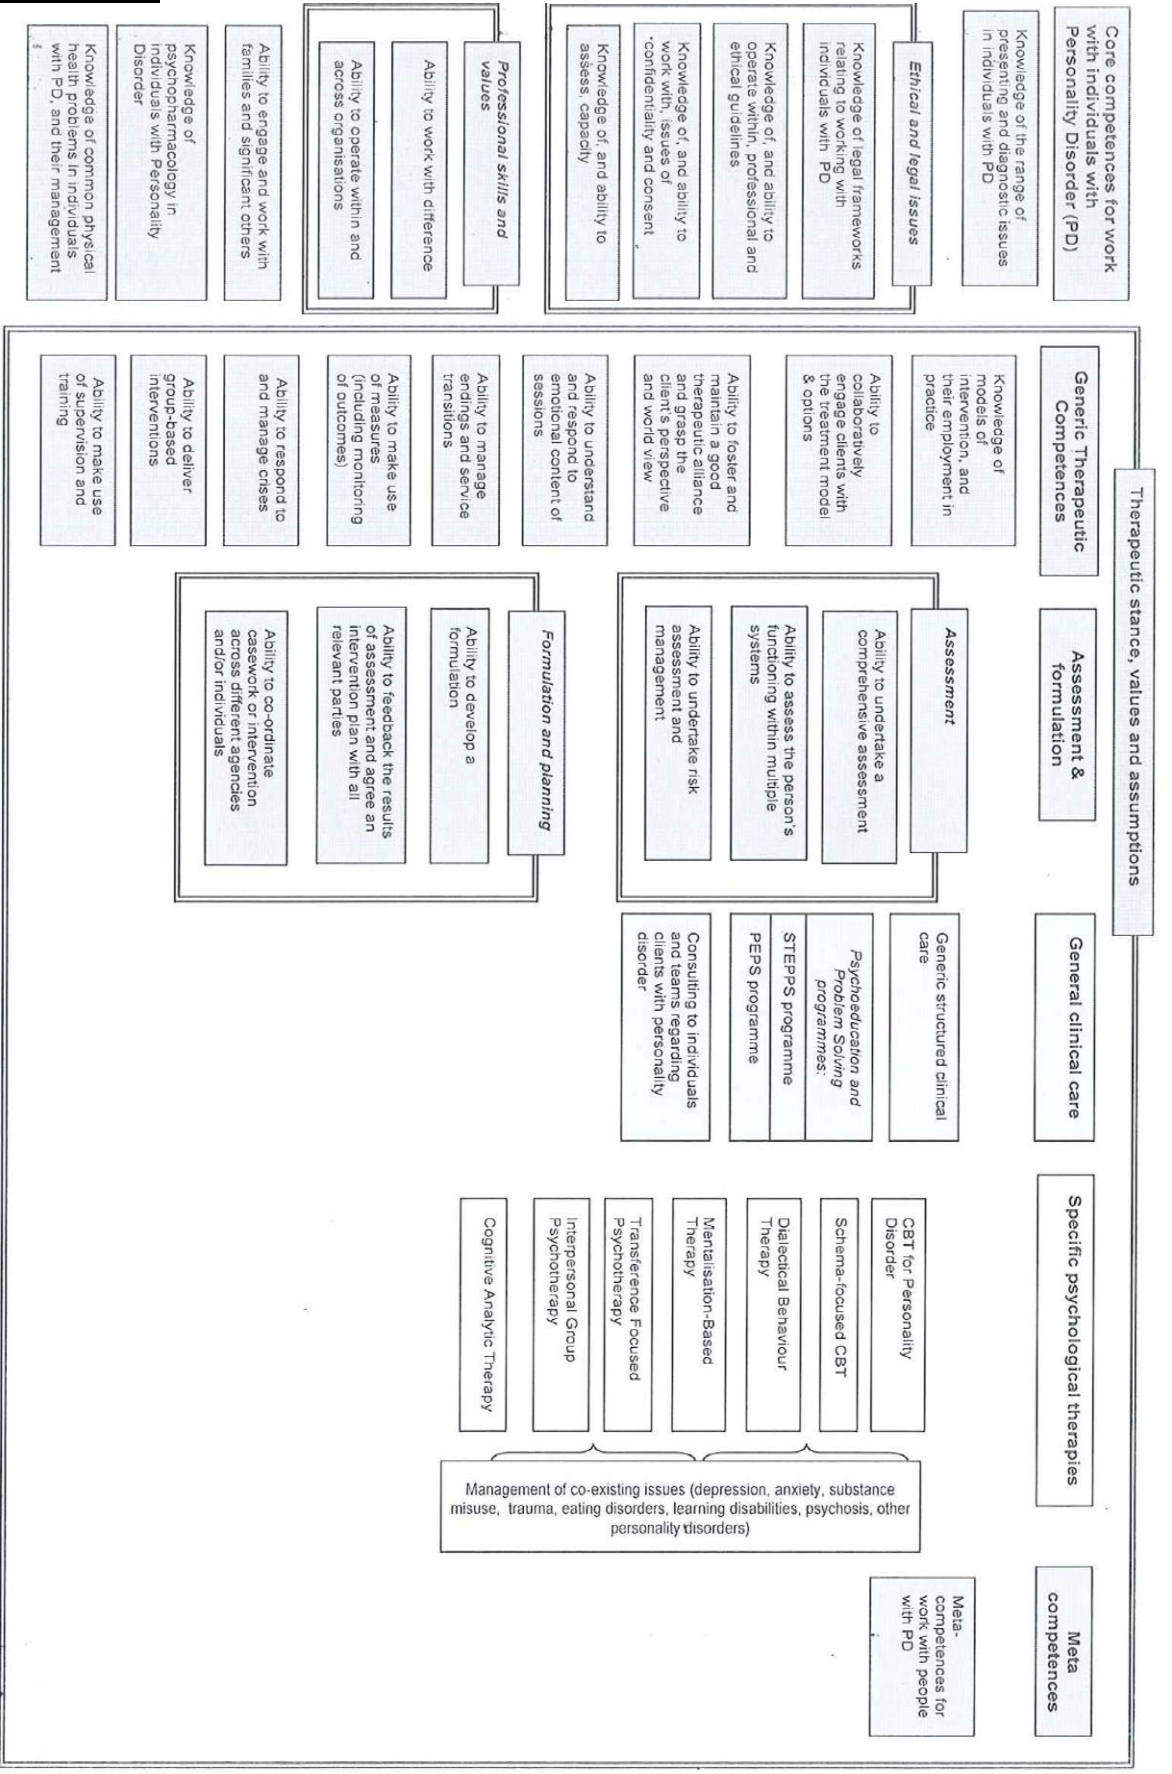 Core competences for work
with individuals with
Personality Disorder (PD)
Knowledge of the range of
presenting and diagnostic issues
in individuals with PD
Ethical and legal issues
Knowledge of legal frameworks
relating to working with
individuals with PD
Knowledge of, and ability to
operate within, professional and
ethical guidelines
Knowledge of, and ability to
work with, issues of
confidentiality and consent
Knowledge of, and ability to
assess, capacity
Professional skills and
values
Ability to work with difference
Ability to operate within and
across organisations
Ability to engage and work with
families and significant others
Knowledge of
psychopharmacology in
individuals with Personality
Disorder
Knowledge of common physical
health problems in individuals
with PD, and their management
Therapeutic stance, values and assumptions
Generic Therapeutic
Competences
Knowledge of
models of
intervention, and
their employment in
practice
Ability to
collaboratively
engage clients with
the treatment model
& options
Ability to foster and
maintain a good
therapeutic alliance
and grasp the
client's perspective
and world view
Ability to understand
and respond to
emotional content of
sessions
Ability to manage
endings and service
transitions
Ability to make use
of measures
(including monitoring
of outcomes)
Ability to respond to
and manage crises
Ability to deliver
group-based
interventions
Ability to make use
of supervision and
training
Assessment &
formulation
Assessment
Ability to undertake a
comprehensive assessment
Ability to assess the person's
functioning within multiple
systems
Ability to undertake risk
assessment and
management
Formulation and planning
Ability to develop a
formulation
Ability to feedback the results
of assessment and agree an
intervention plan with all
relevant parties
Ability to co-ordinate
casework or intervention
across different agencies
and/or individuals
General clinical care
Generic structured clinical
care
Psychoeducation and
Problem Solving
programmes:
STEPPS programme
PEPS programme
Consulting to individuals
and teams regarding
clients with personality
disorder
Specific psychological therapies
CBT for Personality
Disorder
Schema-focused CBT
Dialectical Behaviour
Therapy
Mentalisation-Based
Therapy
Transference Focused
Psychotherapy
Interpersonal Group
Psychotherapy
Cognitive Analytic Therapy
Management of co-existing issues (depression, anxiety, substance
misuse, trauma, eating disorders, learning disabilities, psychosis, other
personality disorders)
Meta
competences
Meta-
competences for
work with people
with PD